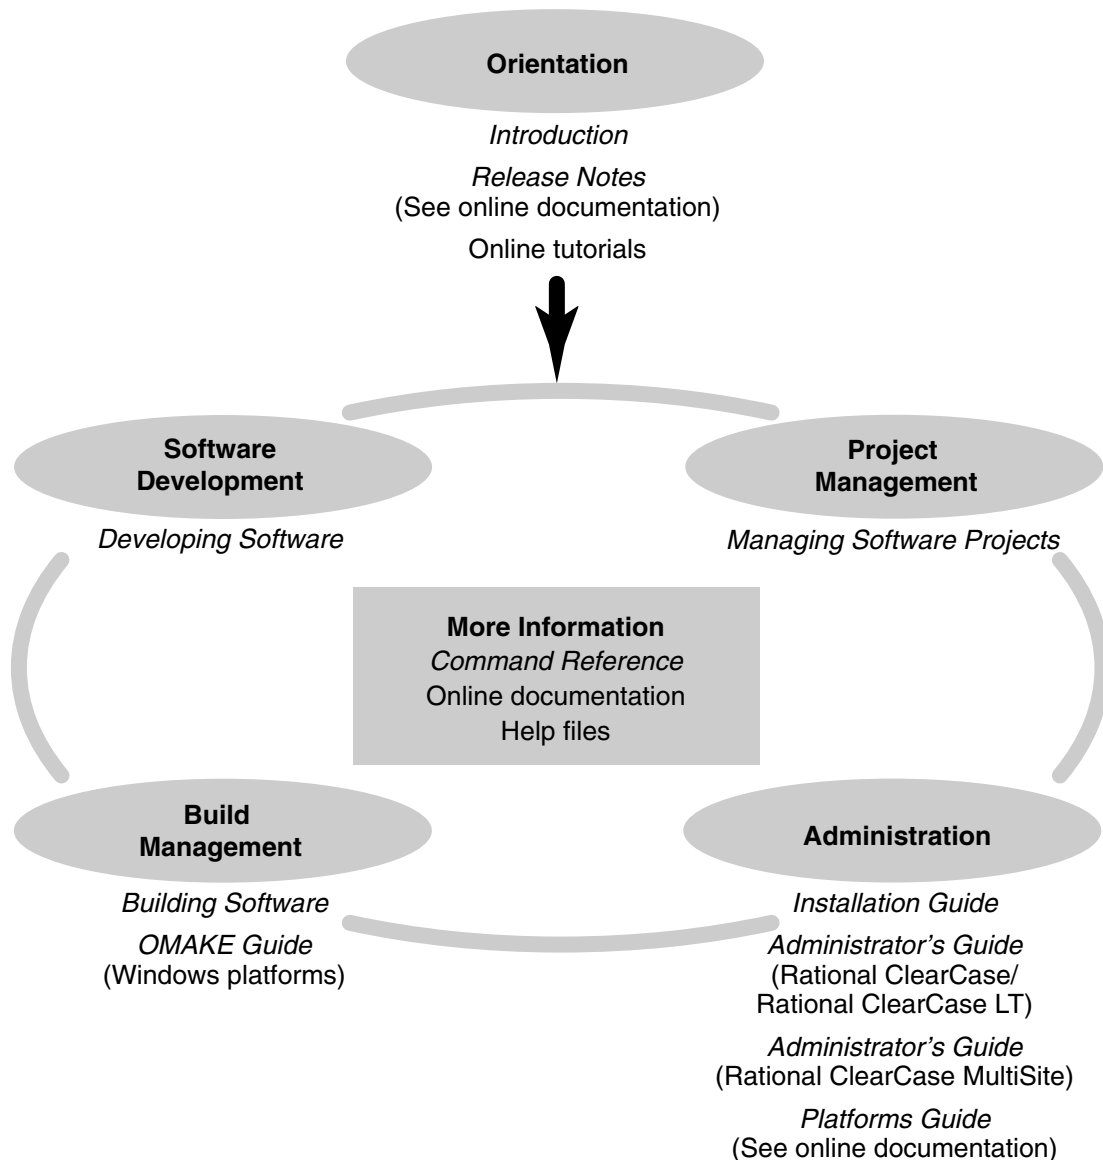 Orientation
Introduction
Release Notes
(See online documentation)
Online tutorials
Software
Development
Developing Software
Project
Management
Managing Software Projects
More Information
Command Reference
Online documentation
Help files
Build
Management
Building Software
OMAKE Guide
(Windows platforms)
Administration
Installation Guide
Administrator's Guide
(Rational ClearCase/
Rational ClearCase LT)
Administrator's Guide
(Rational ClearCase MultiSite)
Platforms Guide
(See online documentation)